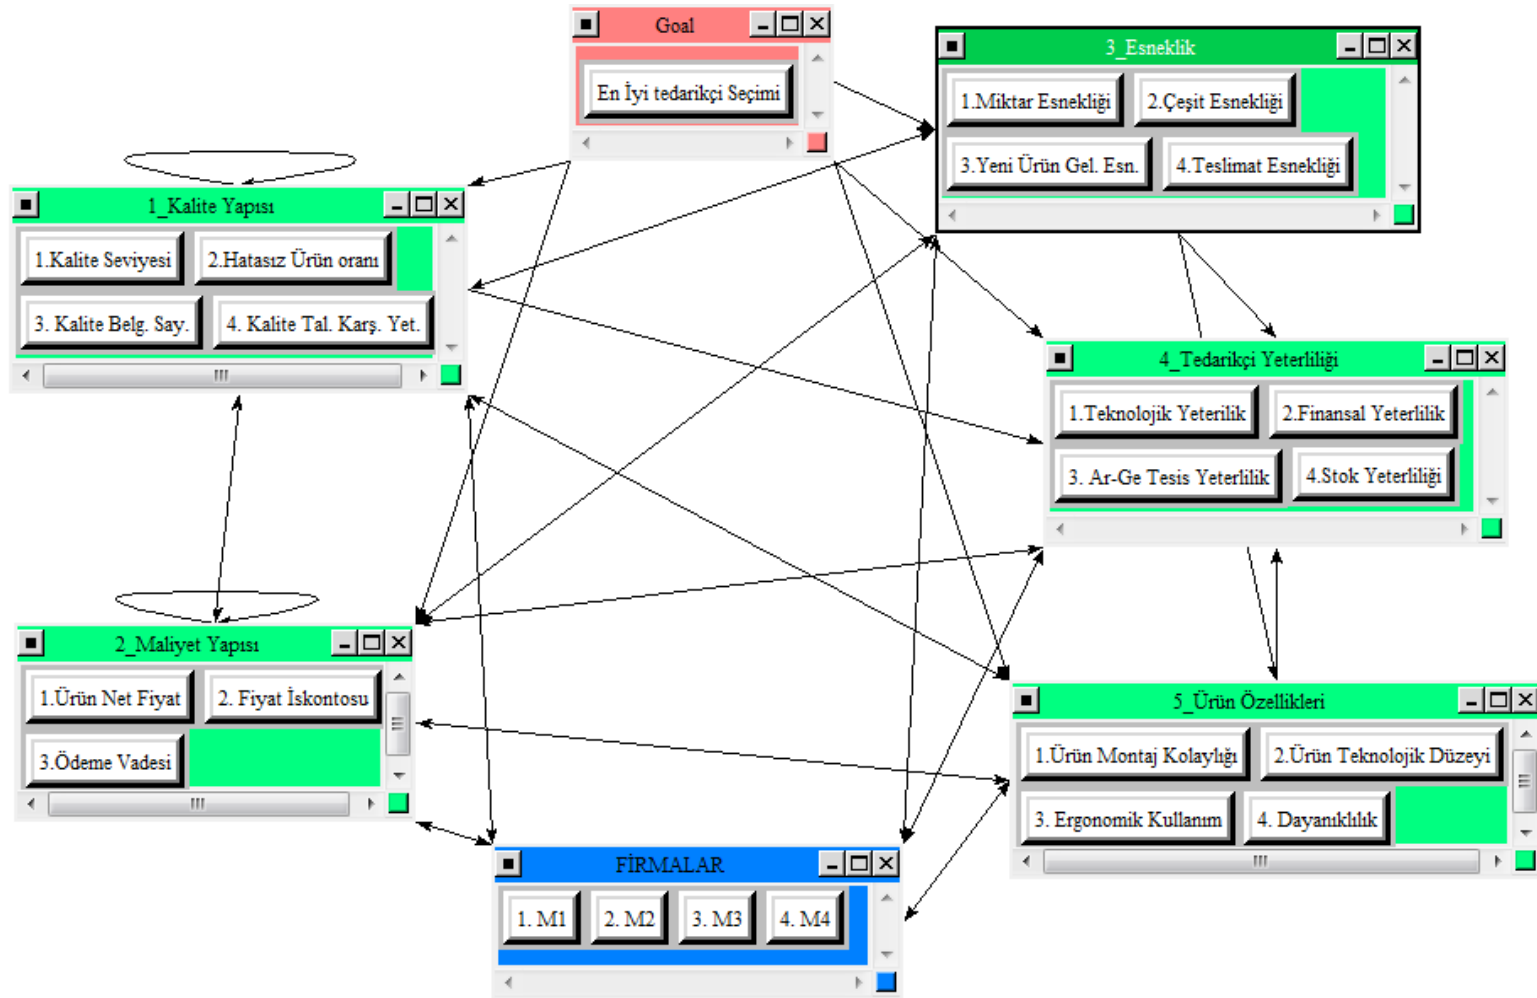 Goal
En İyi tedarikçi Seçimi
3_Esneklik
1.Miktar Esnekliği
2.Çeşit Esnekliği
3.Yeni Ürün Gel. Esn.
4.Teslimat Esnekliği
1_Kalite Yapısı
1.Kalite Seviyesi
2.Hatasız Ürün oranı
3. Kalite Belg. Say.
4. Kalite Tal. Karş. Yet.
4_Tedarikçi Yeterliliği
1.Teknolojik Yeterilik
2.Finansal Yeterlilik
3. Ar-Ge Tesis Yeterlilik
4.Stok Yeterliliği
2_Maliyet Yapısı
1.Ürün Net Fiyat
2. Fiyat İskontosu
3.Ödeme Vadesi
5_Ürün Özellikleri
1.Ürün Montaj Kolaylığı
2.Ürün Teknolojik Düzeyi
3. Ergonomik Kullanım
4. Dayanıklılık
FİRMALAR
1. M1
2. M2
3. M3
4. M4